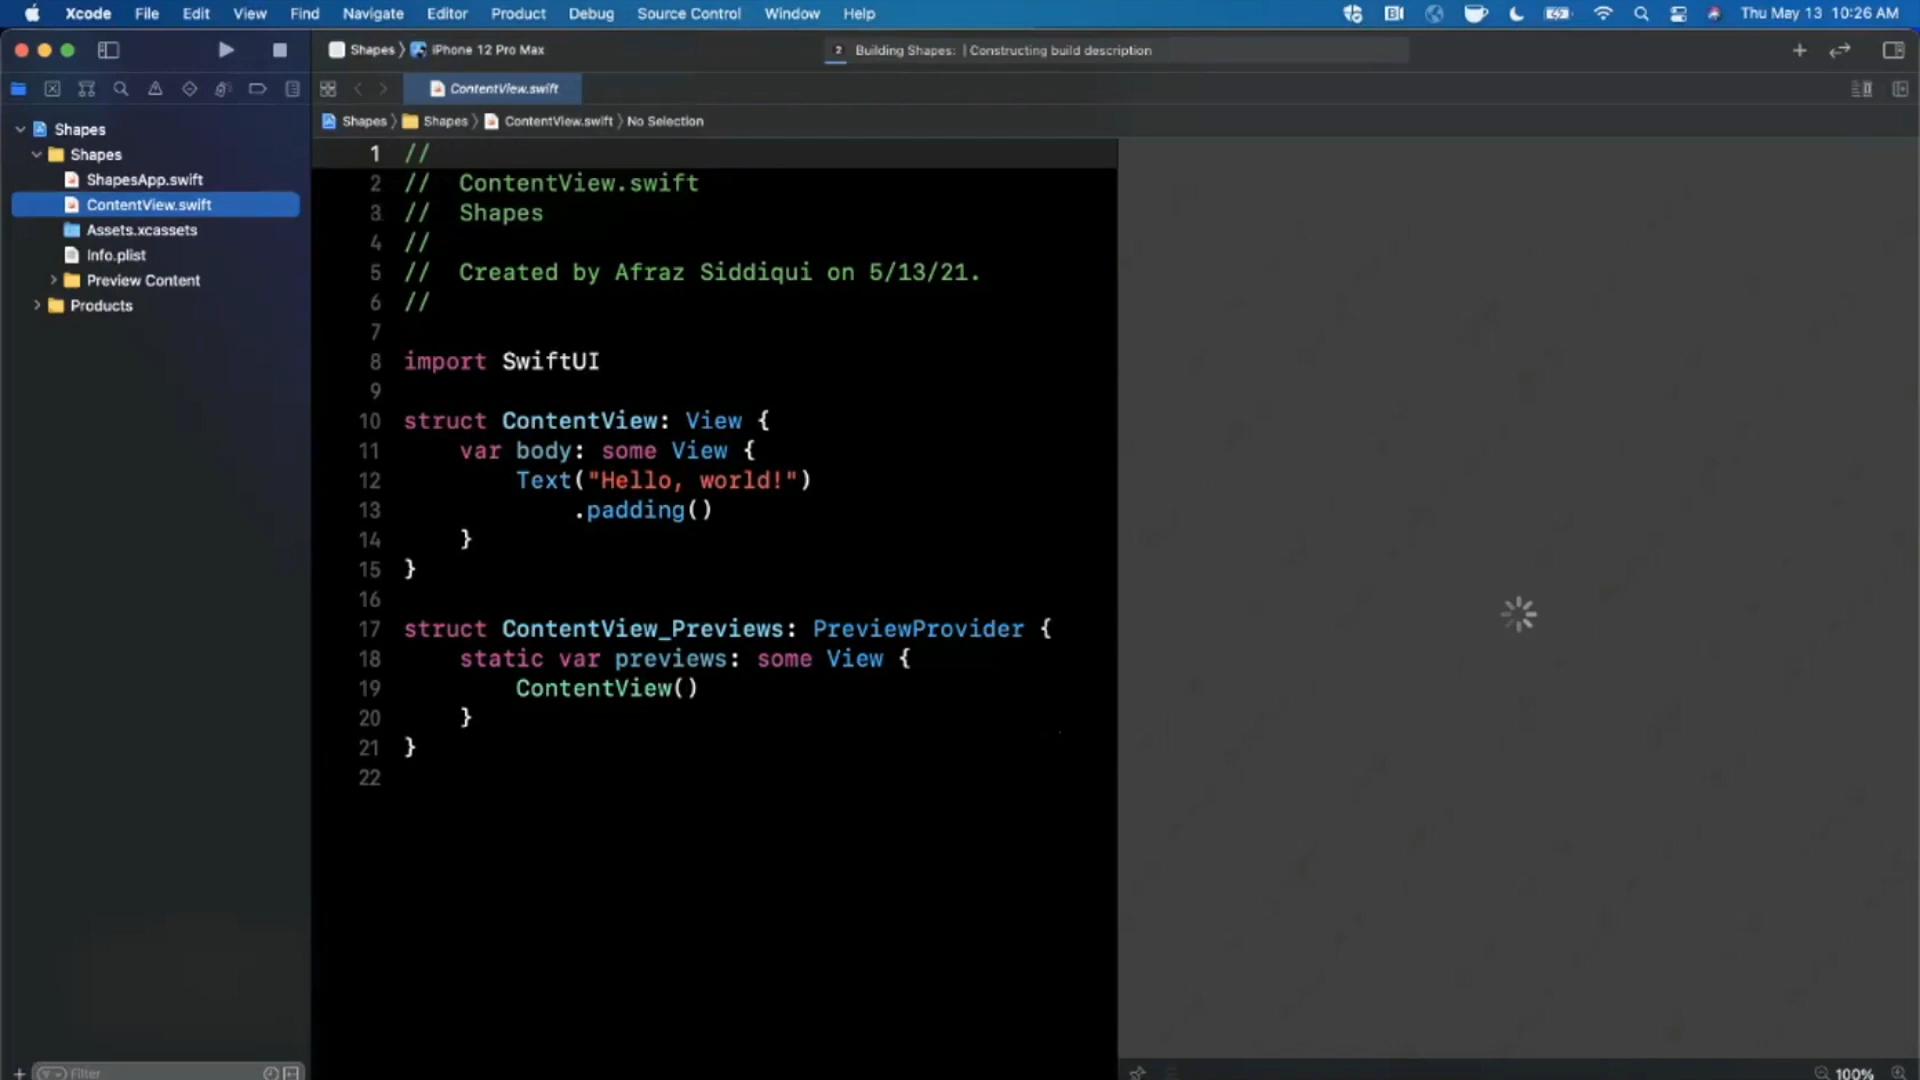 Xcode File Edit View Find Navigate Editor Product Debug Source Control Window Help Thu May 13 10:26 AM
Shapes 〉 iPhone 12 Pro Max 2 Building Shapes: | Constructing build description
ContentView.swift
Shapes 〉 Shapes 〉 ContentView.swift 〉 No Selection
Shapes
Shapes
ShapesApp.swift
ContentView.swift
Assets.xcassets
Info.plist
Preview Content
Products
1 //
2 //  ContentView.swift
3 //  Shapes
4 //
5 //  Created by Afraz Siddiqui on 5/13/21.
6 //
7
8 import SwiftUI
9
10 struct ContentView: View {
11     var body: some View {
12         Text("Hello, world!")
13             .padding()
14     }
15 }
16
17 struct ContentView_Previews: PreviewProvider {
18     static var previews: some View {
19         ContentView()
20     }
21 }
22
Filter
100%